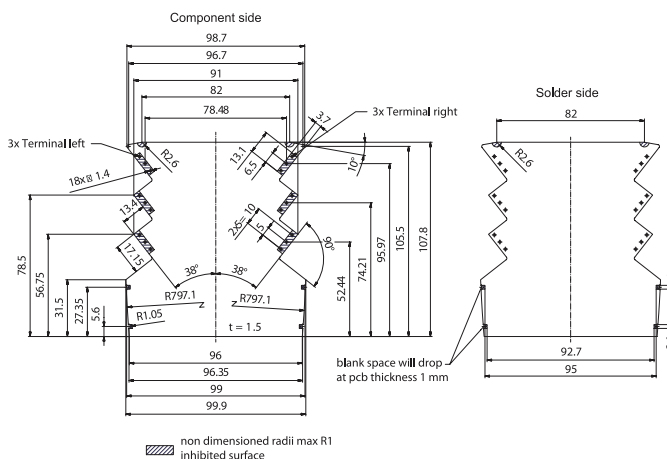 Component side
98.7
96.7
91
82
78.48
3.7
3x Terminal left
3x Terminal right
R2.6
13.1
6.5
10°
18x 1.4
13.4
2x5= 10
5
90°
17.15
38°
38°
78.5
56.75
31.5
27.35
5.6
R797.1
R797.1
z
z
R1.05
t = 1.5
52.44
74.21
95.97
105.5
107.8
96
96.35
99
99.9
non dimensioned radii max R1
inhibited surface
Solder side
82
R2.6
blank space will drop
at pcb thickness 1 mm
92.7
95